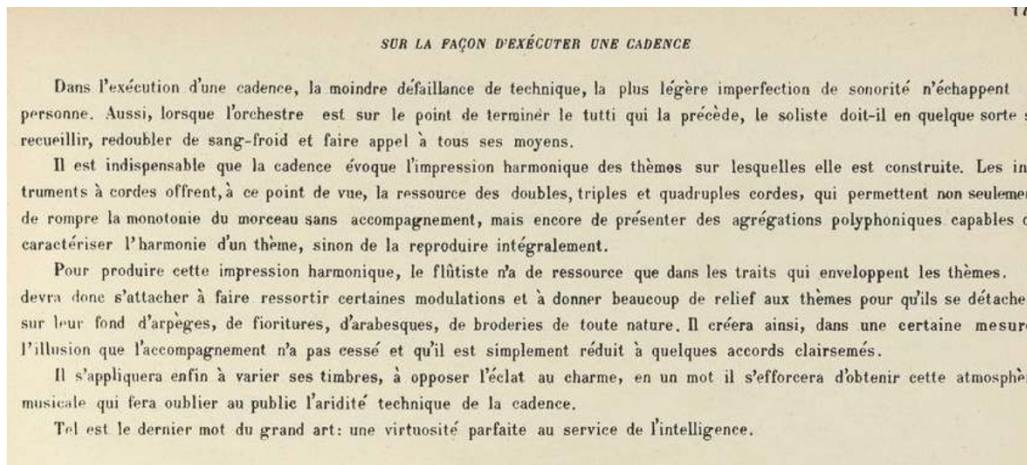 SUR LA FAÇON D'EXÉCUTER UNE CADENCE
Dans l'exécution d'une cadence, la moindre défaillance de technique, la plus légère imperfection de sonorité n'échappent
personne. Aussi, lorsque l'orchestre est sur le point de terminer le tutti qui la précède, le soliste doit-il en quelque sorte s
recueillir, redoubler de sang-froid et faire appel à tous ses moyens.
Il est indispensable que la cadence évoque l'impression harmonique des thèmes sur lesquelles elle est construite. Les in
truments à cordes offrent, à ce point de vue, la ressource des doubles, triples et quadruples cordes, qui permettent non seuleme
de rompre la monotonie du morceau sans accompagnement, mais encore de présenter des agrégations polyphoniques capables d
caractériser l'harmonie d'un thème, sinon de la reproduire intégralement.
Pour produire cette impression harmonique, le flûtiste n'a de ressource que dans les traits qui enveloppent les thèmes.
devra donc s'attacher à faire ressortir certaines modulations et à donner beaucoup de relief aux thèmes pour qu'ils se détache
sur leur fond d'arpèges, de fioritures, d'arabesques, de broderies de toute nature. Il créera ainsi, dans une certaine mesur
l'illusion que l'accompagnement n'a pas cessé et qu'il est simplement réduit à quelques accords clairsemés.
Il s'appliquera enfin à varier ses timbres, à opposer l'éclat au charme, en un mot il s'efforcera d'obtenir cette atmosphè
musicale qui fera oublier au public l'aridité technique de la cadence.
Tel est le dernier mot du grand art: une virtuosité parfaite au service de l'intelligence.